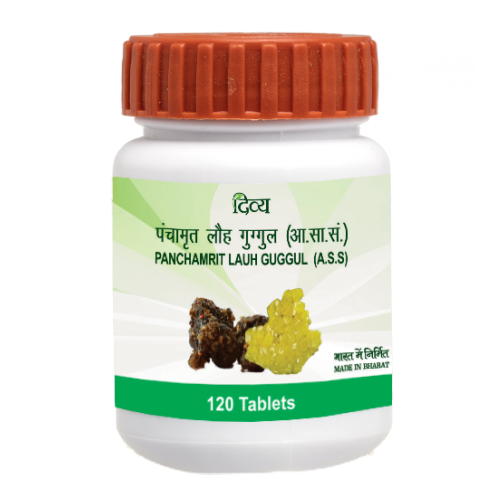 दिव्य
पंचामृत लौह गुग्गुल (आ.सा.सं.)
PANCHAMRIT LAUH GUGGUL (A.S.S)
भारत में निर्मित
MADE IN BHARAT
120 Tablets